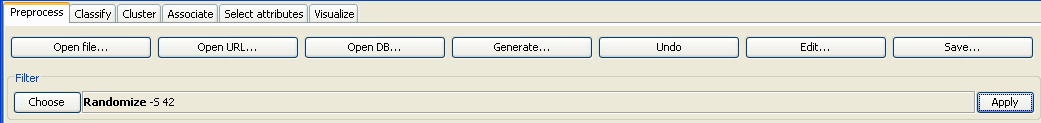 Preprocess Classify Cluster Associate Select attributes Visualize
Open file... Open URL... Open DB... Generate... Undo Edit... Save...
Filter
Choose Randomize -S 42 Apply